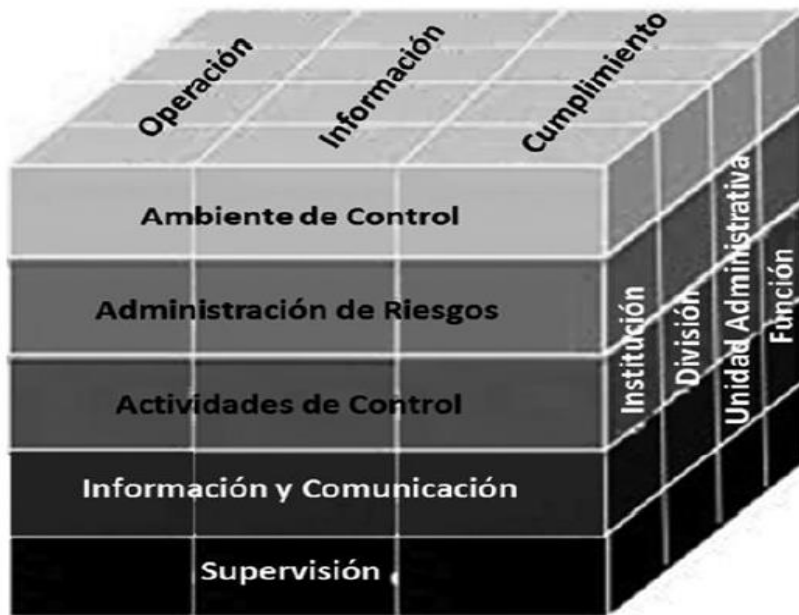 Operación
Información
Cumplimiento
Ambiente de Control
Administración de Riesgos
Actividades de Control
Información y Comunicación
Supervisión
Institución
División
Unidad Administrativa
Función